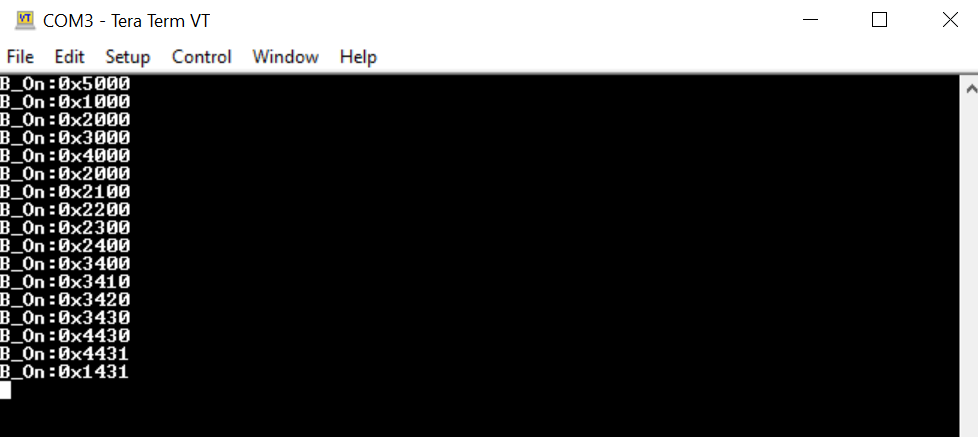 COM3 - Tera Term VT
File Edit Setup Control Window Help
B_On:0x5000
B_On:0x1000
B_On:0x2000
B_On:0x3000
B_On:0x4000
B_On:0x2000
B_On:0x2100
B_On:0x2200
B_On:0x2300
B_On:0x2400
B_On:0x3400
B_On:0x3410
B_On:0x3420
B_On:0x3430
B_On:0x4430
B_On:0x4431
B_On:0x1431